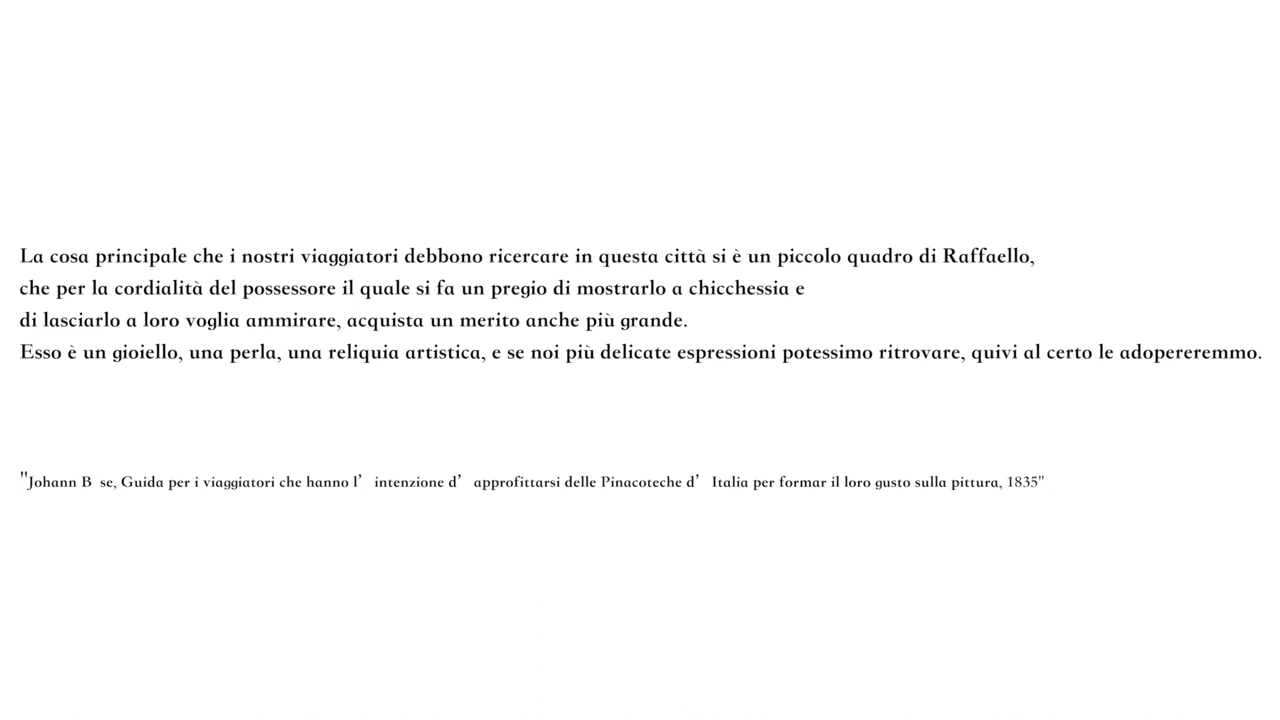 La cosa principale che i nostri viaggiatori debbono ricercare in questa città si è un piccolo quadro di Raffaello,
che per la cordialità del possessore il quale si fa un pregio di mostrarlo a chicchessia e
di lasciarlo a loro voglia ammirare, acquista un merito anche più grande.
Esso è un gioiello, una perla, una reliquia artistica, e se noi più delicate espressioni potessimo ritrovare, quivi al certo le adopereremmo.
"Johann B se, Guida per i viaggiatori che hanno l’ intenzione d’ approfittarsi delle Pinacoteche d’ Italia per formar il loro gusto sulla pittura, 1835"